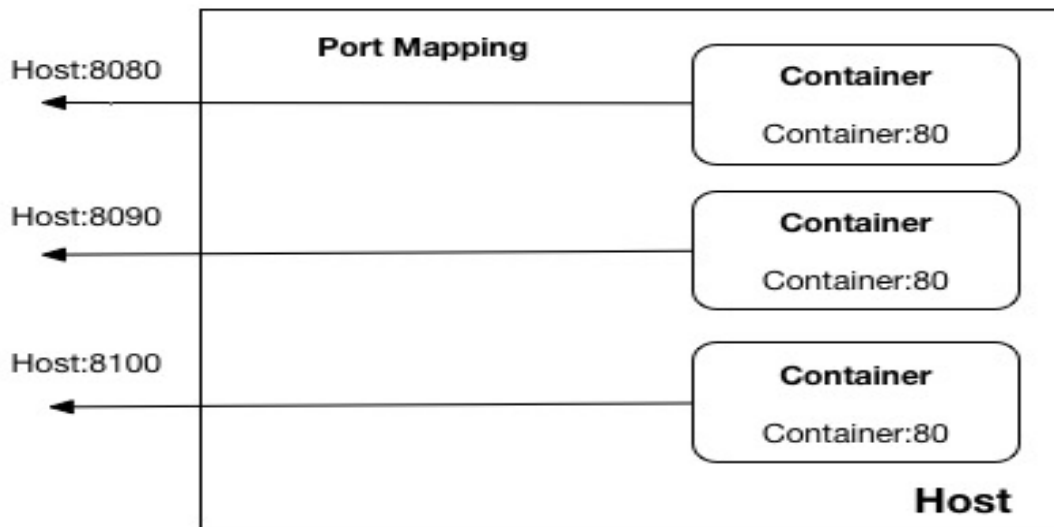 Port Mapping
Host:8080
Container
Container:80
Host:8090
Container
Container:80
Host:8100
Container
Container:80
Host